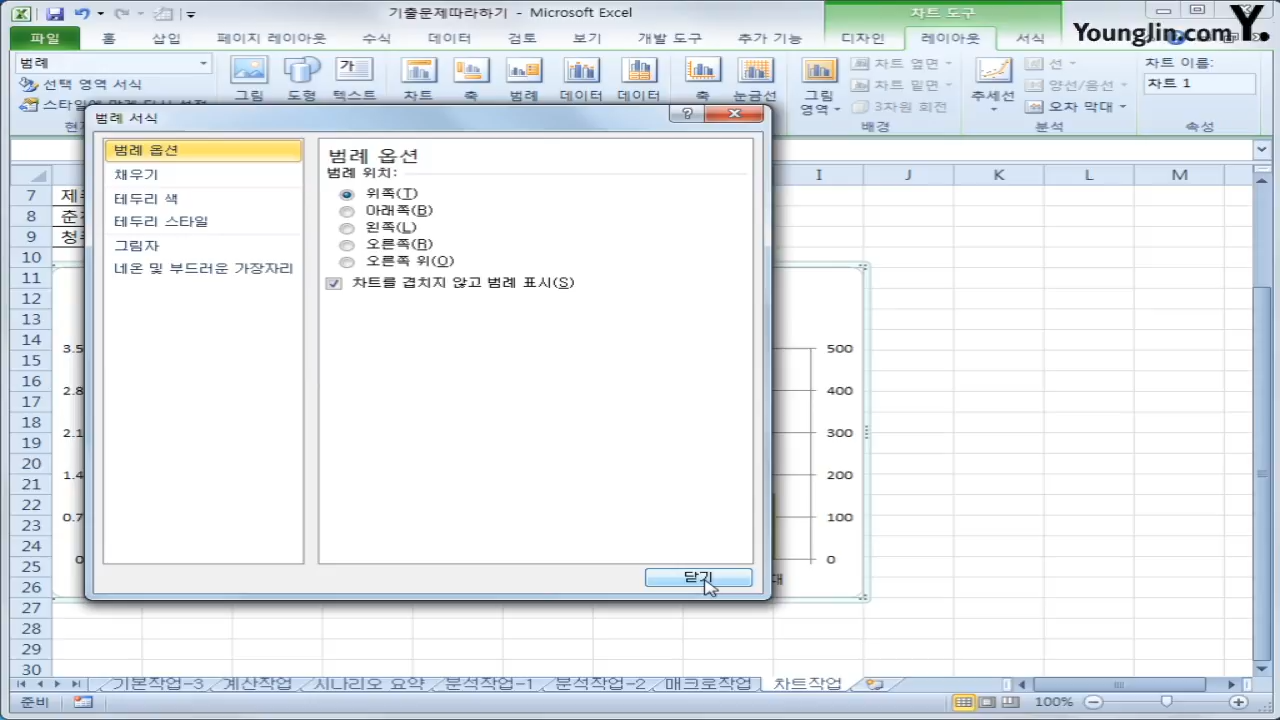 기출문제따라하기 - Microsoft Excel
차트 도구
YoungJin.com Y.
파일 홈 삽입 페이지 레이아웃 수식 데이터 검토 보기 개발 도구 추가 기능 디자인 레이아웃 서식
범례
선택 영역 서식
그림 도형 텍스트 차트 축 범례 데이터 데이터 축 눈금선
그림 영역
차트 옆면
차트 밑면
3차원 회전
배경
추세선
선
양선/음선
오차 막대
분석
차트 이름:
차트 1
속성
범례 서식
범례 옵션
채우기
테두리 색
테두리 스타일
그림자
네온 및 부드러운 가장자리
범례 옵션
범례 위치:
위쪽(T)
아래쪽(B)
왼쪽(L)
오른쪽(R)
오른쪽 위(O)
차트를 겹치지 않고 범례 표시(S)
닫기
I J K L M
7
8
9
10
11
12
13
14
15
16
17
18
19
20
21
22
23
24
25
26
27
28
29
30
3.5
2.8
2.1
1.4
0.7
0
500
400
300
200
100
0
기본작업-3 계산작업 시나리오 요약 분석작업-1 분석작업-2 매크로작업 차트작업
준비
100%